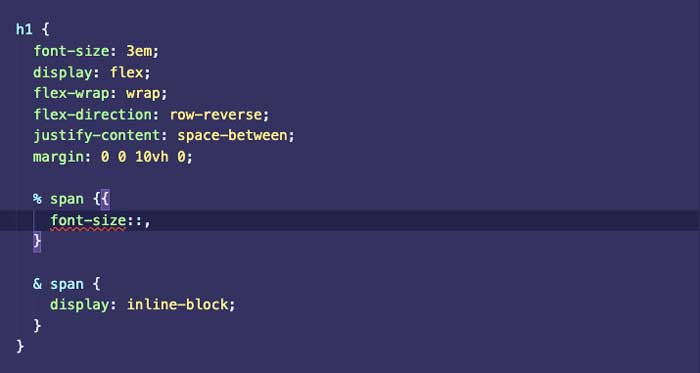 h1 {
font-size: 3em;
display: flex;
flex-wrap: wrap;
flex-direction: row-reverse;
justify-content: space-between;
margin: 0 0 10vh 0;
% span {{
font-size::,
}
& span {
display: inline-block;
}
}